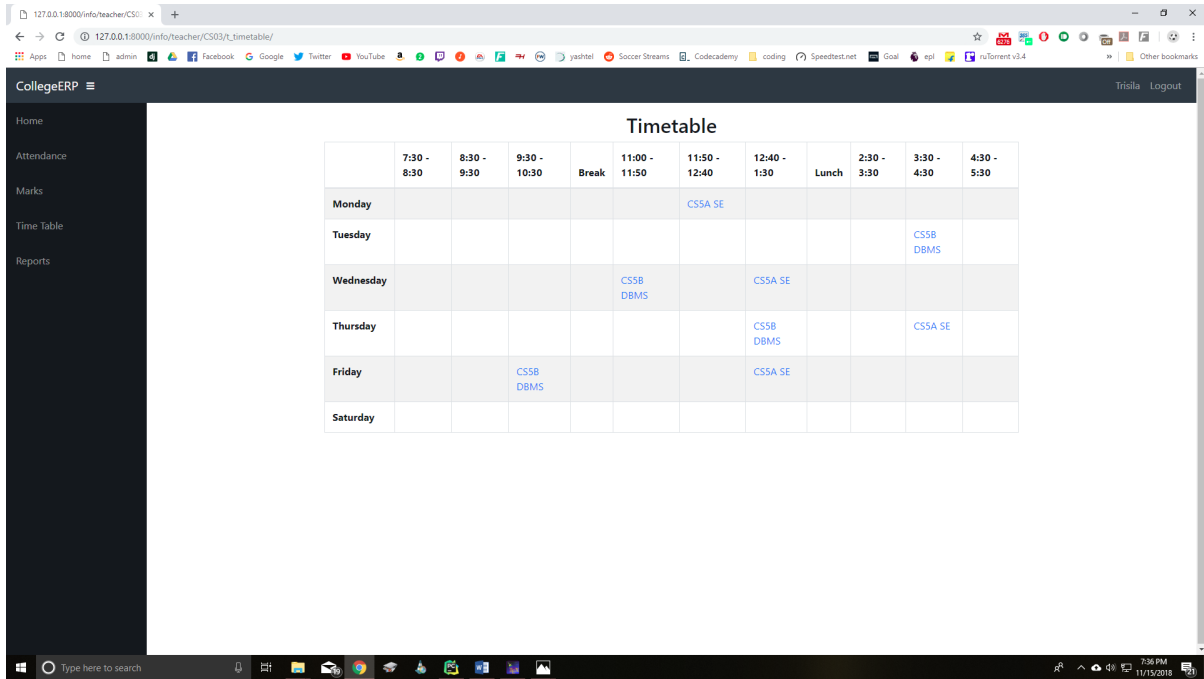 127.0.0.1:8000/info/teacher/CS0
127.0.0.1:8000/info/teacher/CS03/t_timetable/
6276
Off
Apps home admin dj Facebook G Google Twitter YouTube a yashtel Soccer Streams Codecademy coding Speedtest.net Goal epl ruTorrent v3.4 » Other bookmarks
CollegeERP Trisila Logout
Home
Attendance
Marks
Time Table
Reports
Timetable
7:30 - 8:30 8:30 - 9:30 9:30 - 10:30 Break 11:00 - 11:50 11:50 - 12:40 12:40 - 1:30 Lunch 2:30 - 3:30 3:30 - 4:30 4:30 - 5:30
Monday CS5A SE
Tuesday CS5B DBMS
Wednesday CS5B DBMS CS5A SE
Thursday CS5B DBMS CS5A SE
Friday CS5B DBMS CS5A SE
Saturday
Type here to search
19
7:36 PM
11/15/2018
21